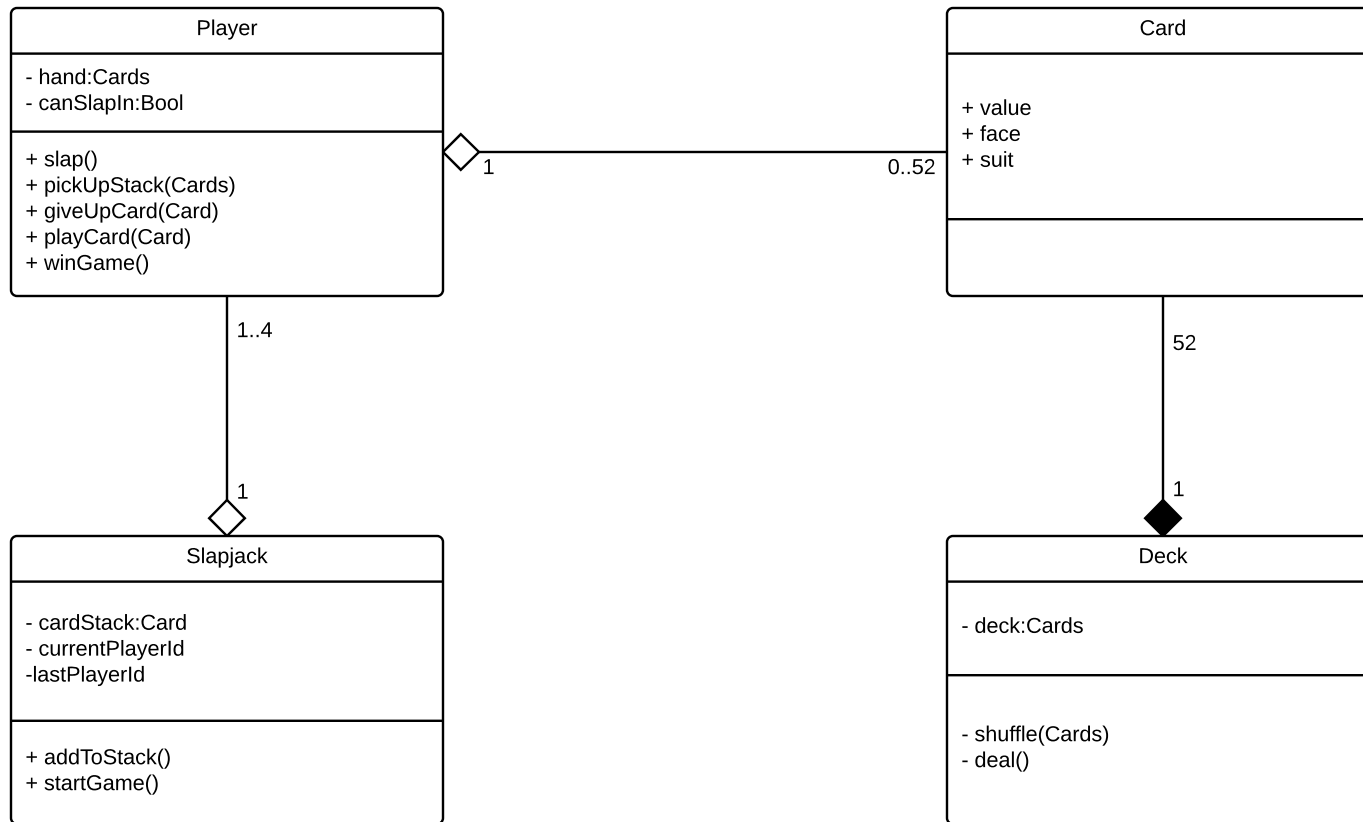 Player
- hand:Cards
- canSlapIn:Bool
+ slap()
+ pickUpStack(Cards)
+ giveUpCard(Card)
+ playCard(Card)
+ winGame()
1
0..52
Card
+ value
+ face
+ suit
1..4
1
52
1
Slapjack
- cardStack:Card
- currentPlayerId
-lastPlayerId
+ addToStack()
+ startGame()
Deck
- deck:Cards
- shuffle(Cards)
- deal()